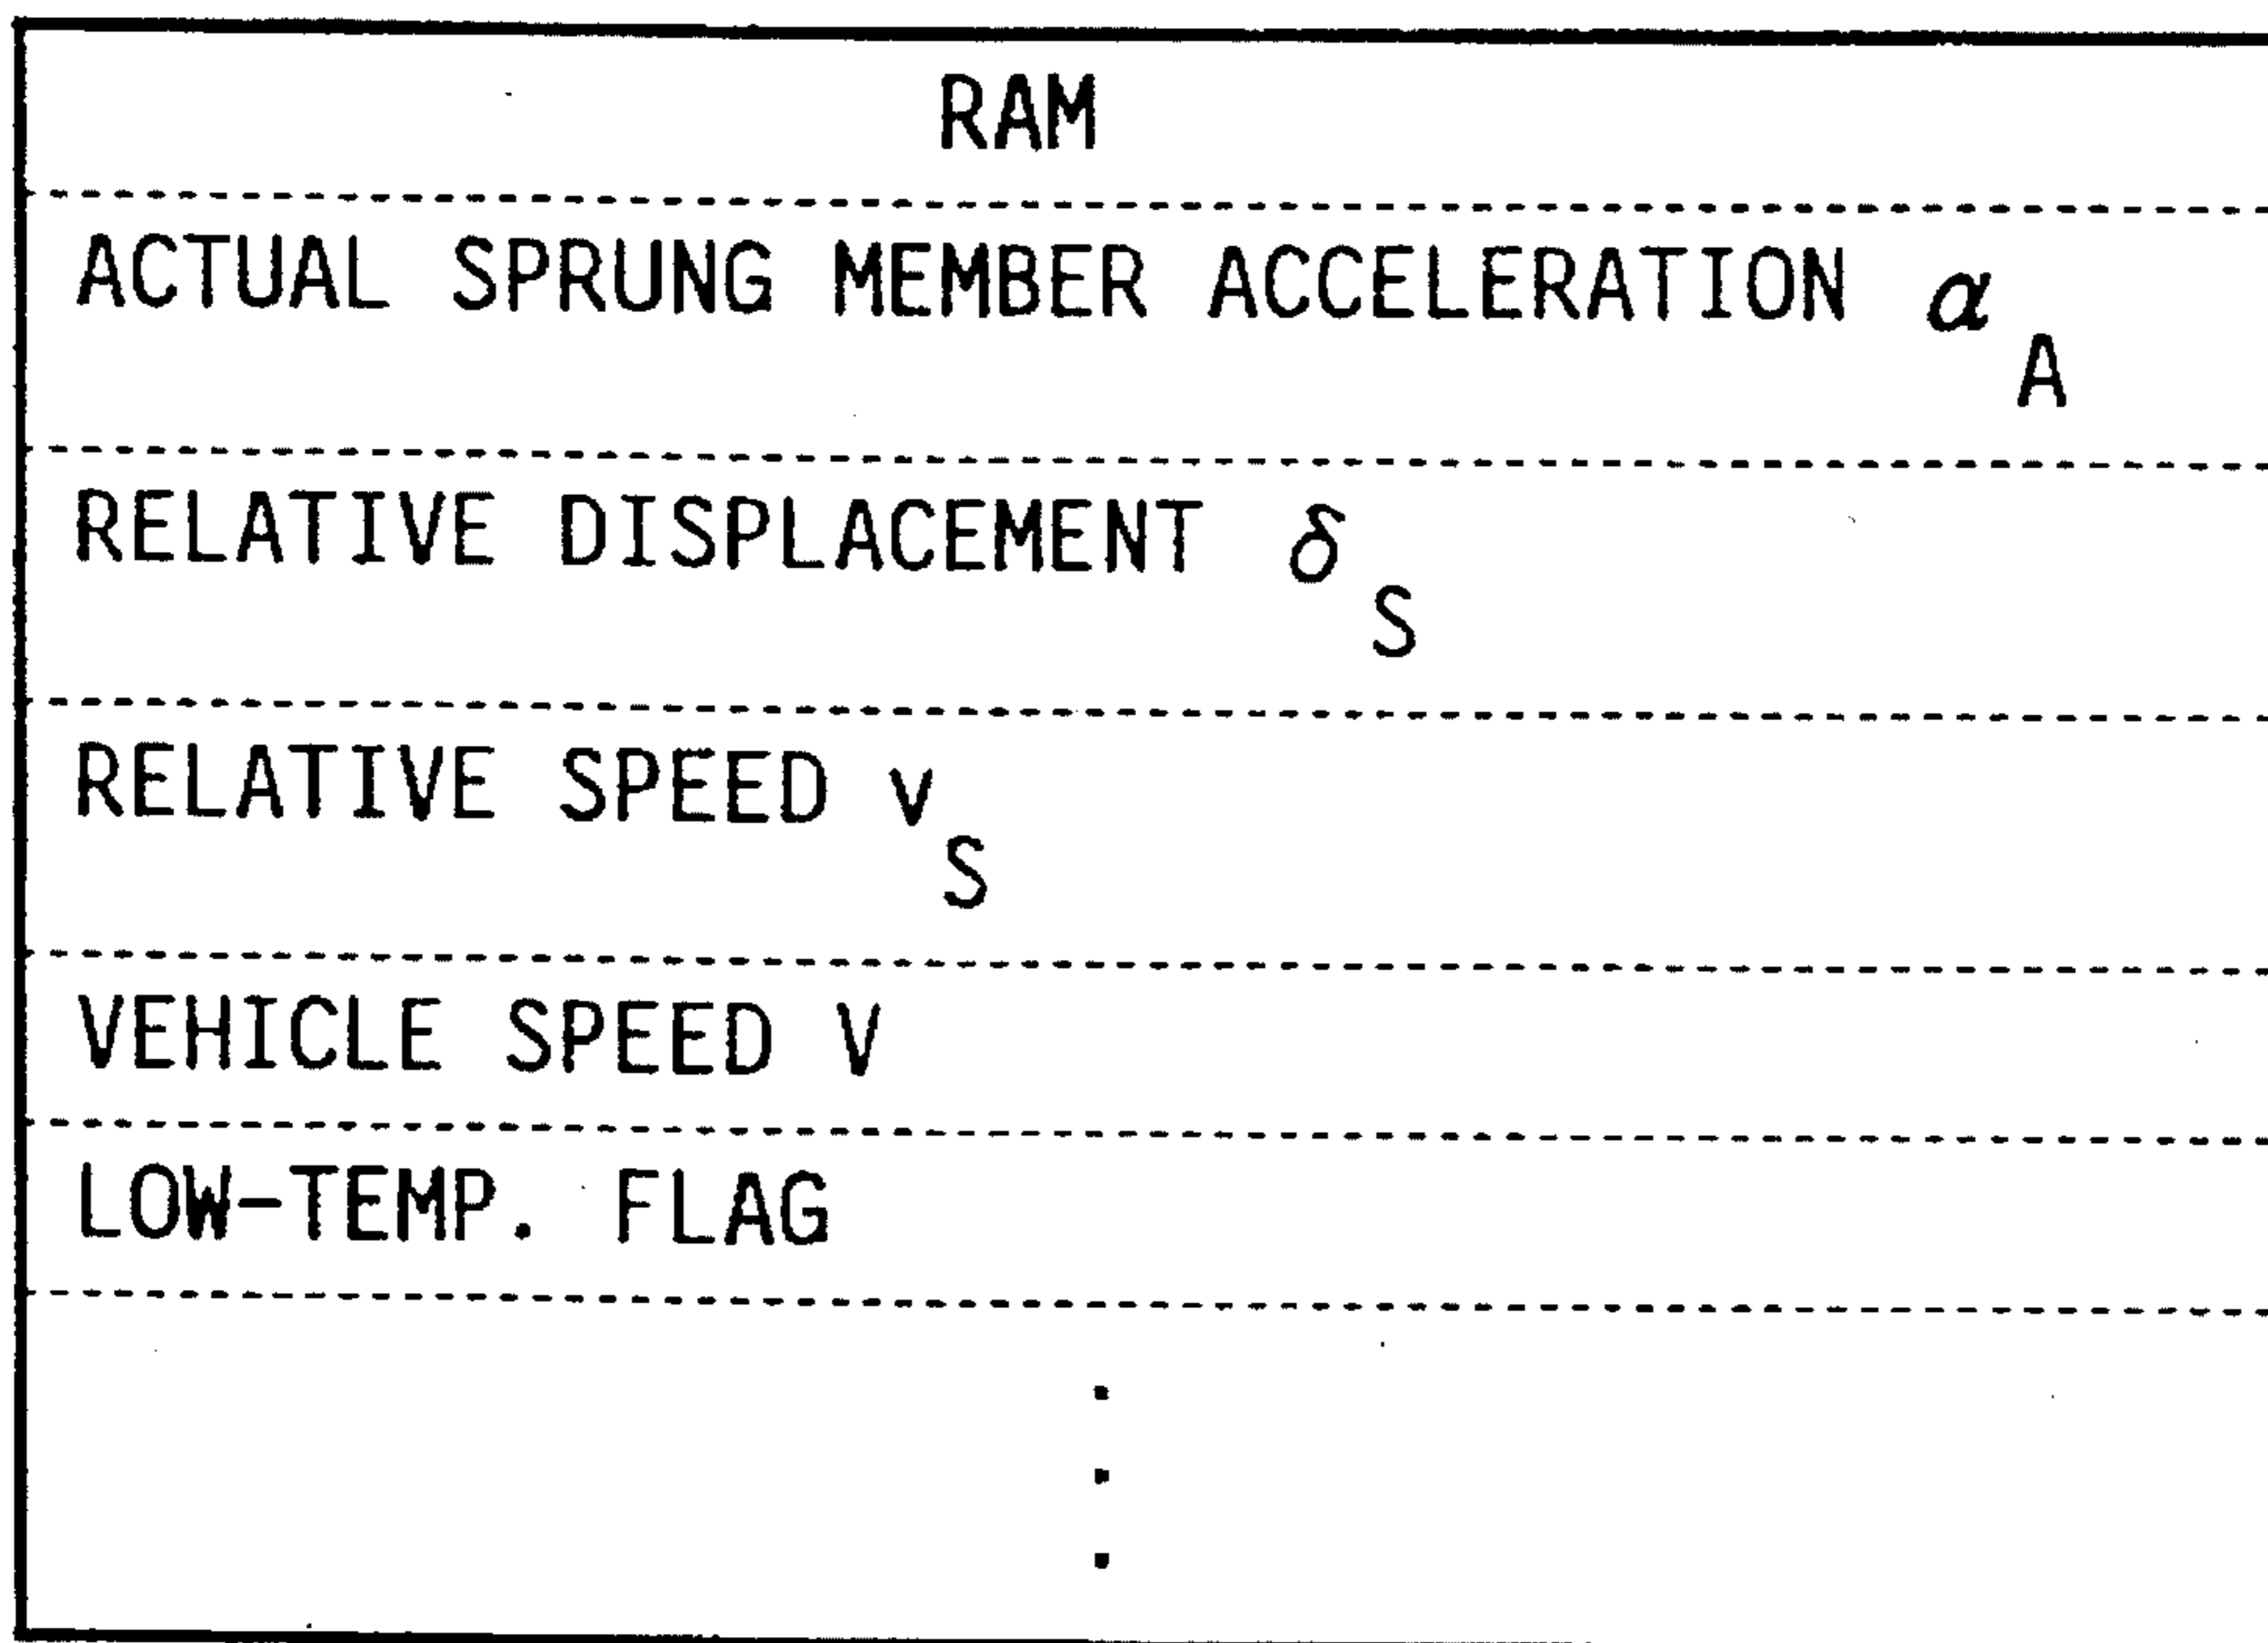 RAM
ACTUAL SPRUNG MEMBER ACCELERATION α A
RELATIVE DISPLACEMENT δ S
RELATIVE SPEED v S
VEHICLE SPEED V
LOW-TEMP. FLAG